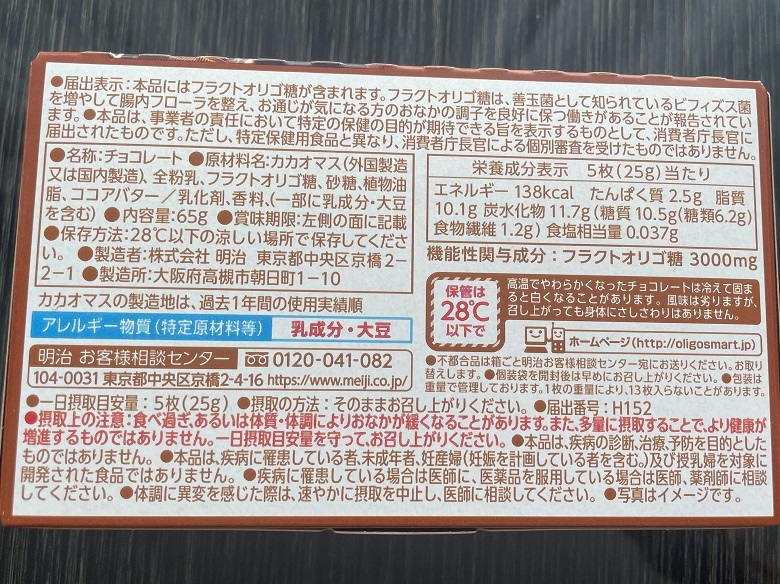 ●届出表示：本品にはフラクトオリゴ糖が含まれます。フラクトオリゴ糖は、善玉菌として知られているビフィズス菌
を増やして腸内フローラを整え、お通じが気になる方のおなかの調子を良好に保つ働きがあることが報告されてい
ます。●本品は、事業者の責任において特定の保健の目的が期待できる旨を表示するものとして、消費者庁長官に
届出されたものです。ただし、特定保健用食品と異なり、消費者庁長官による個別審査を受けたものではありません。
●名称：チョコレート ●原材料名：カカオマス（外国製造
又は国内製造）、全粉乳、フラクトオリゴ糖、砂糖、植物油
脂、ココアバター／乳化剤、香料、（一部に乳成分・大豆
を含む） ●内容量：65g ●賞味期限：左側の面に記載
●保存方法：28℃以下の涼しい場所で保存してくださ
い。 ●製造者：株式会社 明治 東京都中央区京橋2－
2－1 ●製造所：大阪府高槻市朝日町1－10
カカオマスの製造地は、過去1年間の使用実績順
アレルギー物質（特定原材料等） 乳成分・大豆
明治 お客様相談センター 0120-041-082
104-0031 東京都中央区京橋2-4-16 https://www.meiji.co.jp/
栄養成分表示 5枚（25g）当たり
エネルギー 138kcal たんぱく質 2.5g 脂質
10.1g 炭水化物 11.7g（糖質 10.5g（糖類6.2g）
食物繊維 1.2g） 食塩相当量 0.037g
機能性関与成分：フラクトオリゴ糖 3000mg
保管は
28℃
以下で
高温でやわらかくなったチョコレートは冷えて固ま
ると白くなることがあります。風味は劣りますが、
召し上がっても身体にさしさわりはありません。
ホームページ（http://oligosmart.jp/）
●不都合品は箱ごと明治お客様相談センター宛にお送りください。お取り
替えします。●個装袋を開封後は早めにお召し上がりください。●包装は
重量で管理しております。1枚の重量により、13枚入らないことがあります。
●一日摂取目安量：5枚（25g） ●摂取の方法：そのままお召し上がりください。 ●届出番号：H152
●摂取上の注意：食べ過ぎ、あるいは体質・体調によりおなかが緩くなることがあります。また、多量に摂取することで、より健康が
増進するものではありません。一日摂取目安量を守って、お召し上がりください。 ●本品は、疾病の診断、治療、予防を目的とした
ものではありません。 ●本品は、疾病に罹患している者、未成年者、妊産婦（妊娠を計画している者を含む。）及び授乳婦を対象に
開発された食品ではありません。 ●疾病に罹患している場合は医師に、医薬品を服用している場合は医師、薬剤師に相談
してください。 ●体調に異変を感じた際は、速やかに摂取を中止し、医師に相談してください。 ●写真はイメージです。